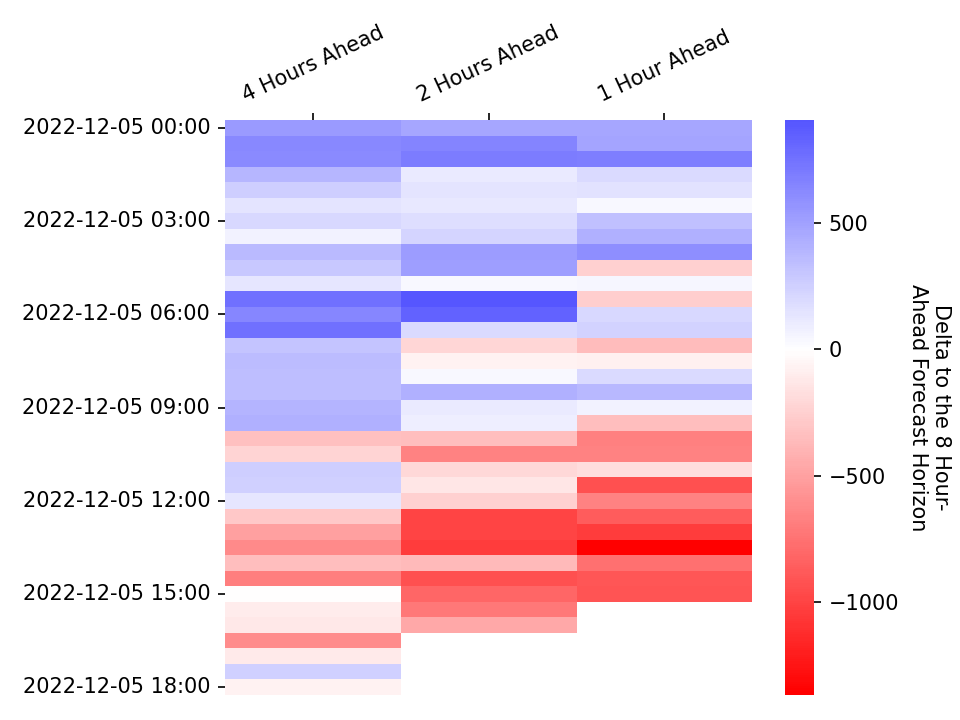 4 Hours Ahead
2 Hours Ahead
1 Hour Ahead
2022-12-05 00:00
2022-12-05 03:00
2022-12-05 06:00
2022-12-05 09:00
2022-12-05 12:00
2022-12-05 15:00
2022-12-05 18:00
500
0
−500
−1000
Delta to the 8 Hour-
Ahead Forecast Horizon